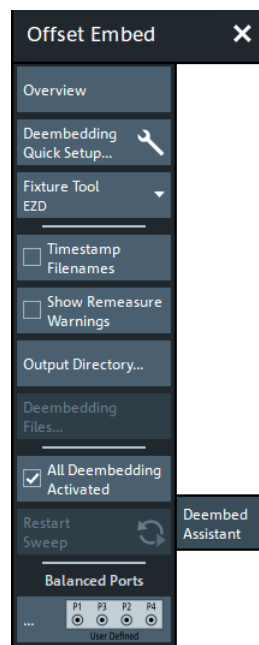 Offset Embed
Overview
Deembedding
Quick Setup...
Fixture Tool
EZD
Timestamp
Filenames
Show Remeasure
Warnings
Output Directory...
Deembedding
Files...
All Deembedding
Activated
Restart
Sweep
Deembed
Assistant
Balanced Ports
P1 P3 P2 P4
...
User Defined